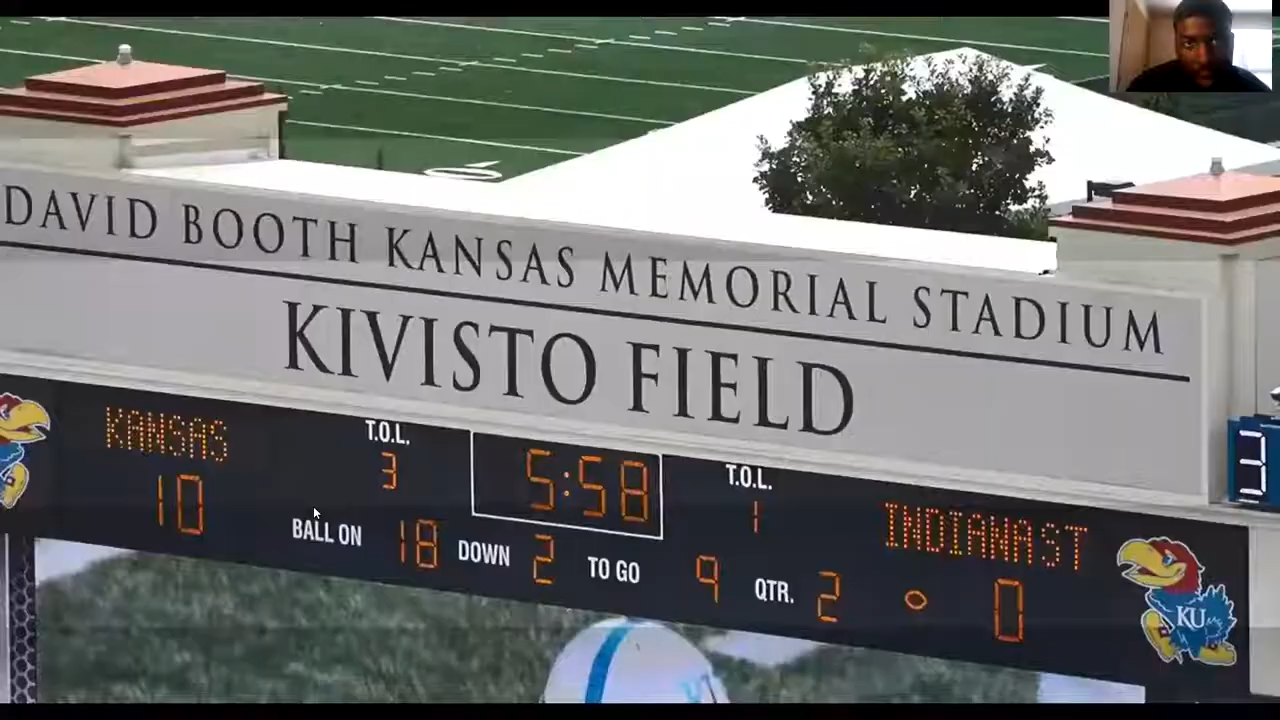 DAVID BOOTH KANSAS MEMORIAL STADIUM
KIVISTO FIELD
KANSAS T.O.L. 5:58 T.O.L. INDIANA ST
10 3 1 0
BALL ON 18 DOWN 2 TO GO 9 QTR. 2
KU
3